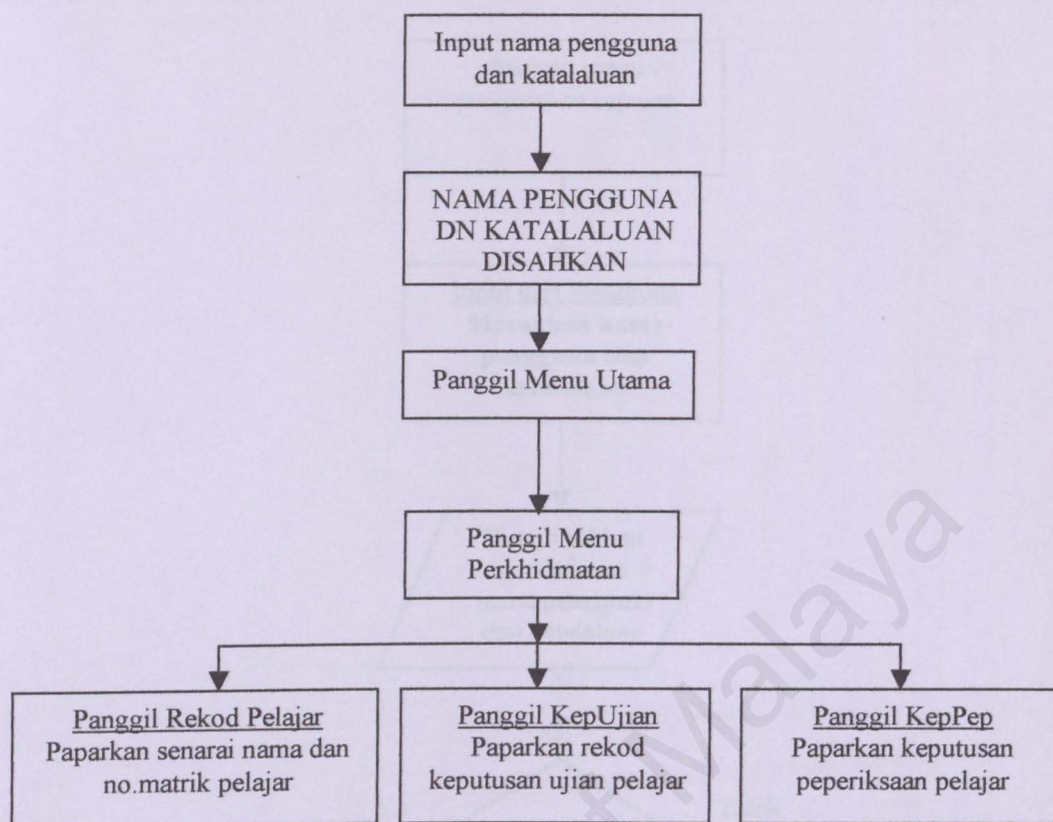 Input nama pengguna
dan katalaluan
NAMA PENGGUNA
DN KATALALUAN
DISAHKAN
Panggil Menu Utama
Panggil Menu
Perkhidmatan
Panggil Rekod Pelajar
Paparkan senarai nama dan
no.matrik pelajar
Panggil KepUjian
Paparkan rekod
keputusan ujian pelajar
Panggil KepPep
Paparkan keputusan
peperiksaan pelajar
Malaya